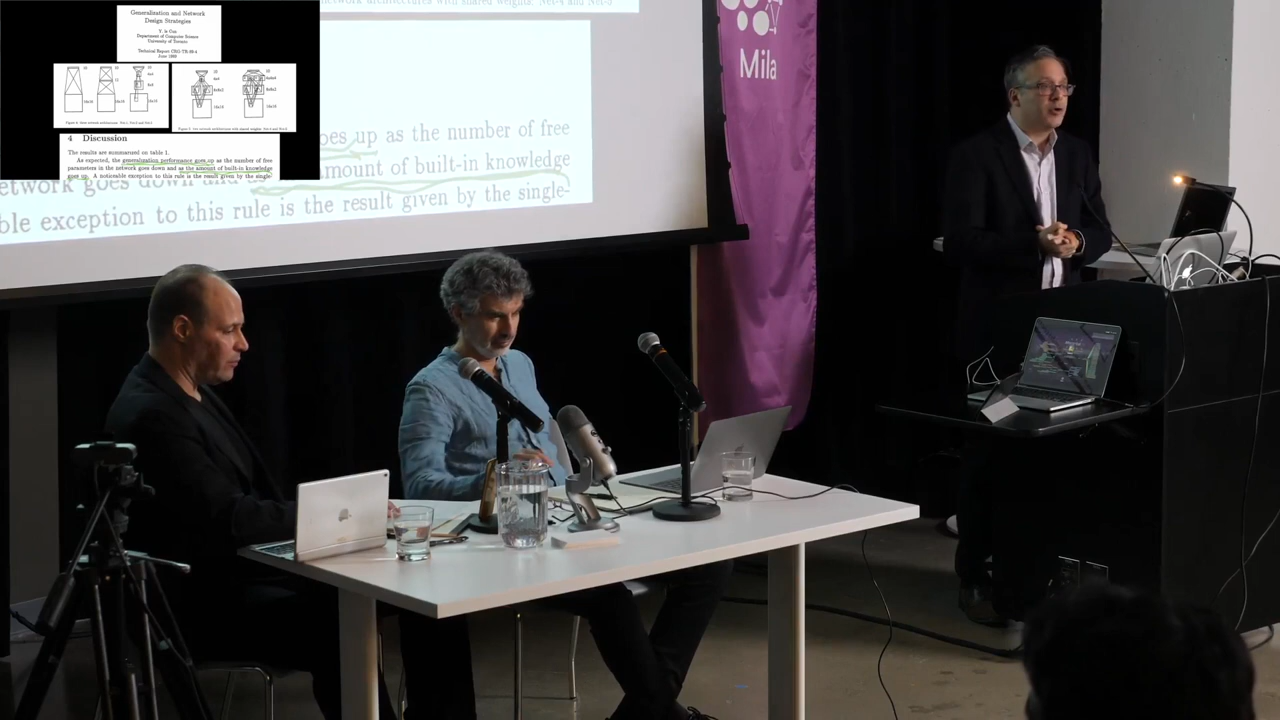 Generalization and Network
Design Strategies
Y. le Cun
Department of Computer Science
University of Toronto
Technical Report CRG-TR-89-4
June 1989
4 Discussion
The results are summarised on table 1.
As expected, the generalization performance goes up as the number of free
parameters in the network goes down and as the amount of built-in knowledge
goes up. A noticeable exception to this rule is the result given by the single-
network architectures with shared weights: Net-4 and Net-5
oes up as the number of free
etwork goes down and as amount of built-in knowledge
ble exception to this rule is the result given by the single-
Mila